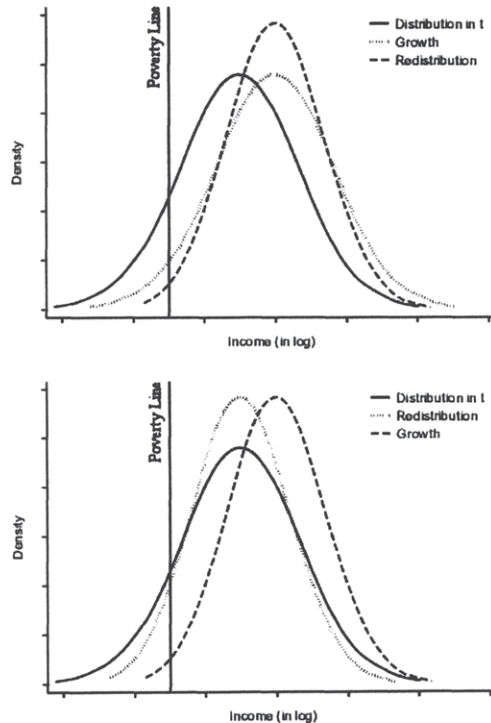 Poverty Line
Distribution in t
Growth
Redistribution
Density
Income (in log)
Poverty Line
Distribution in t
Redistribution
Growth
Density
Income (in log)